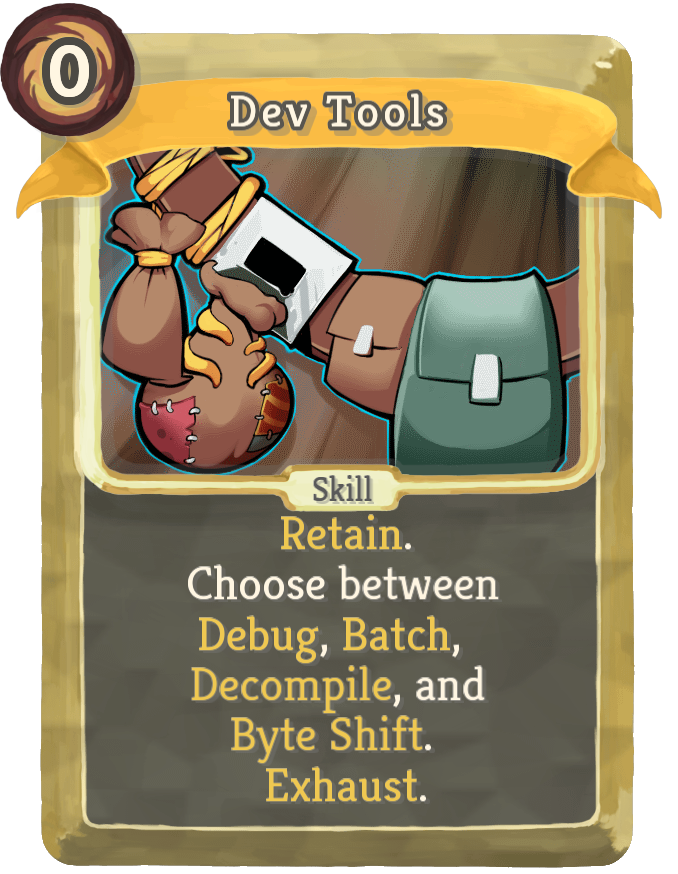 0
Dev Tools
Skill
Retain.
Choose between
Debug, Batch,
Decompile, and
Byte Shift.
Exhaust.